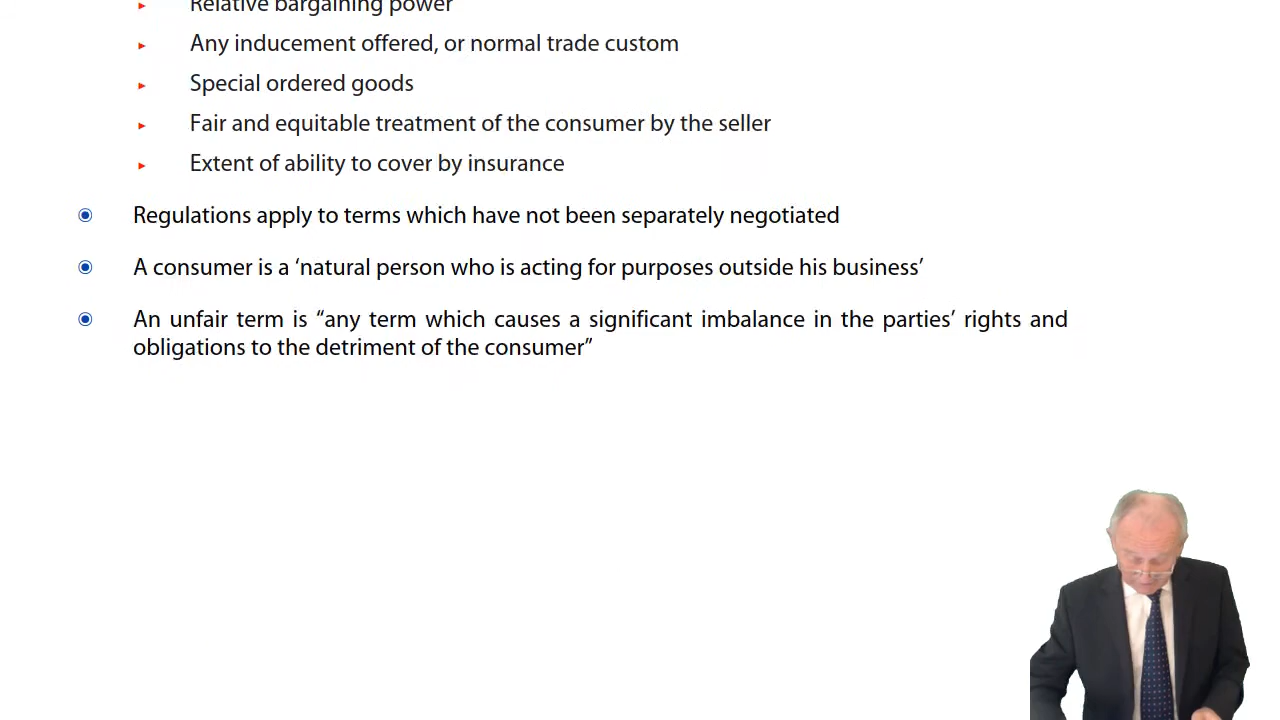 Relative bargaining power
Any inducement offered, or normal trade custom
Special ordered goods
Fair and equitable treatment of the consumer by the seller
Extent of ability to cover by insurance
Regulations apply to terms which have not been separately negotiated
A consumer is a ‘natural person who is acting for purposes outside his business’
An unfair term is “any term which causes a significant imbalance in the parties’ rights and
obligations to the detriment of the consumer”